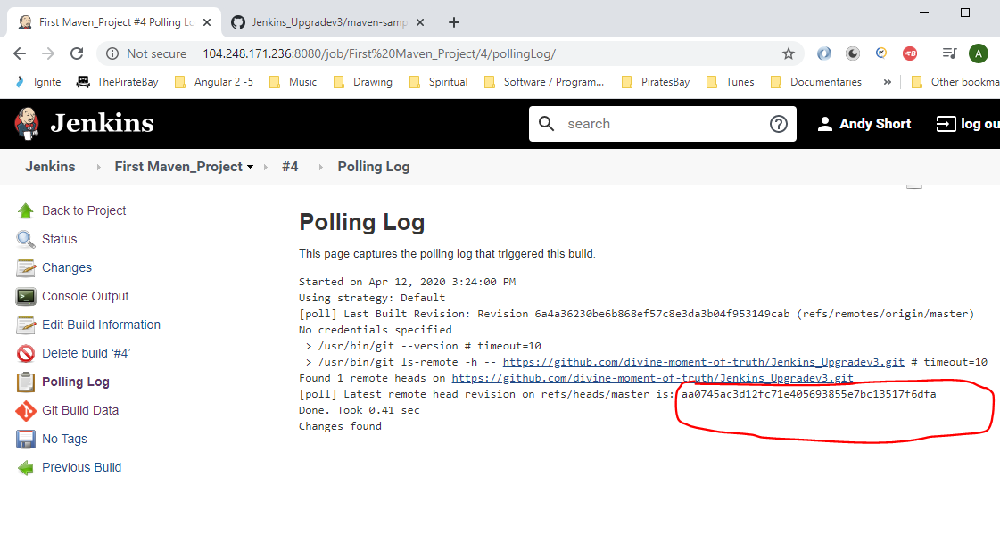 First Maven_Project #4 Polling Lo
Jenkins_Upgradev3/maven-samp
Not secure 104.248.171.236:8080/job/First%20Maven_Project/4/pollingLog/
A
Ignite ThePirateBay Angular 2 -5 Music Drawing Spiritual Software / Program... PiratesBay Tunes Documentaries » Other bookma
Jenkins search Andy Short log ou
Jenkins First Maven_Project #4 Polling Log
Back to Project
Status
Changes
Console Output
Edit Build Information
Delete build ‘#4’
Polling Log
Git Build Data
No Tags
Previous Build
Polling Log
This page captures the polling log that triggered this build.
Started on Apr 12, 2020 3:24:00 PM
Using strategy: Default
[poll] Last Built Revision: Revision 6a4a36230be6b868ef57c8e3da3b04f953149cab (refs/remotes/origin/master)
No credentials specified
> /usr/bin/git --version # timeout=10
> /usr/bin/git ls-remote -h -- https://github.com/divine-moment-of-truth/Jenkins_Upgradev3.git # timeout=10
Found 1 remote heads on https://github.com/divine-moment-of-truth/Jenkins_Upgradev3.git
[poll] Latest remote head revision on refs/heads/master is: aa0745ac3d12fc71e405693855e7bc13517f6dfa
Done. Took 0.41 sec
Changes found